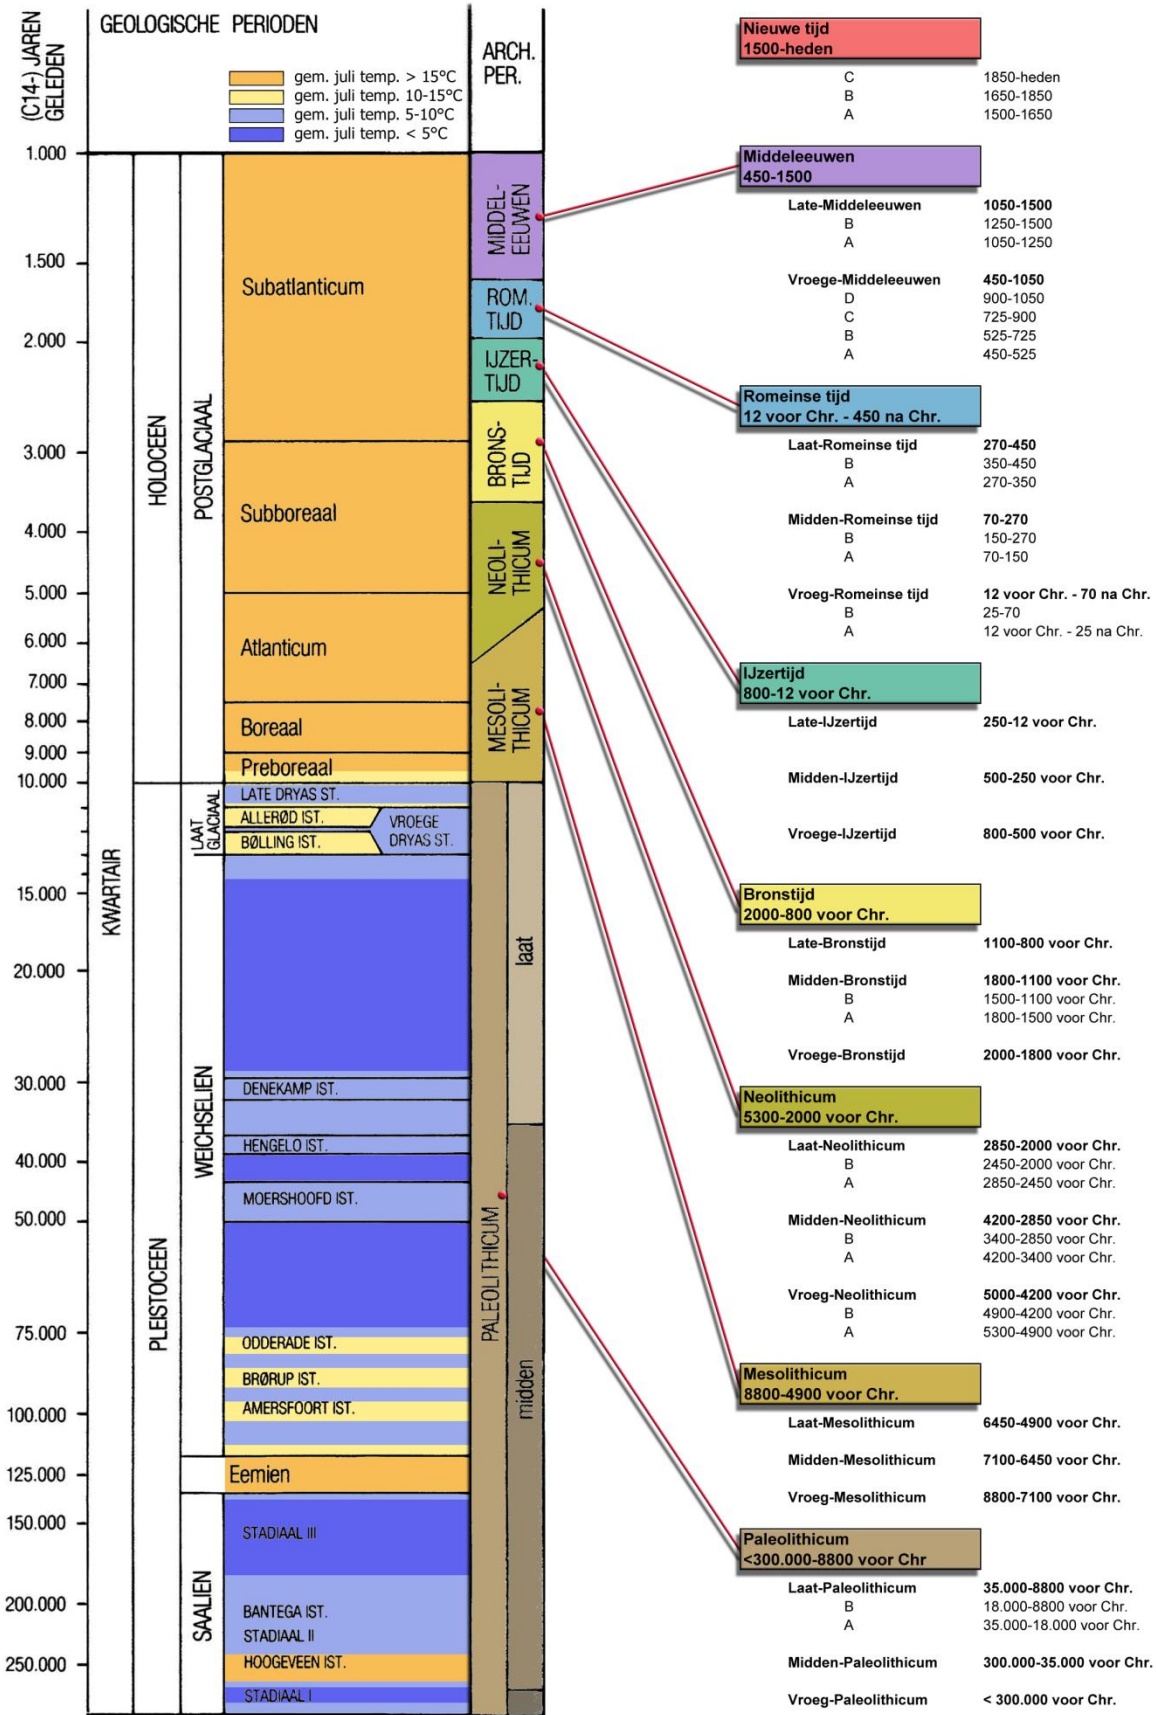 GEOLOGISCHE PERIODEN
(C14-) JAREN
GELEDEN
gem. juli temp. > 15°C
gem. juli temp. 10-15°C
gem. juli temp. 5-10°C
gem. juli temp. < 5°C
ARCH.
PER.
1.000
1.500
2.000
3.000
4.000
5.000
6.000
7.000
8.000
9.000
10.000
15.000
20.000
30.000
40.000
50.000
75.000
100.000
125.000
150.000
200.000
250.000
KWARTAIR
HOLOCEEN
PLEISTOCEEN
POSTGLACIAAL
LAAT
GLACIAAL
WEICHSELIEN
SAALIEN
Subatlanticum
Subboreaal
Atlanticum
Boreaal
Preboreaal
LATE DRYAS ST.
ALLERØD IST.
VROEGE
DRYAS ST.
BØLLING IST.
DENEKAMP IST.
HENGELO IST.
MOERSHOOFD IST.
ODDERADE IST.
BRØRUP IST.
AMERSFOORT IST.
Eemien
STADIAAL III
BANTEGA IST.
STADIAAL II
HOOGEVEEN IST.
STADIAAL I
MIDDEL-
EEUWEN
ROM.
TIJD
IJZER-
TIJD
BRONS-
TIJD
NEOLI-
THICUM
MESOLI-
THICUM
PALEOLITHICUM
laat
midden
Nieuwe tijd
1500-heden
C 1850-heden
B 1650-1850
A 1500-1650
Middeleeuwen
450-1500
Late-Middeleeuwen 1050-1500
B 1250-1500
A 1050-1250
Vroege-Middeleeuwen 450-1050
D 900-1050
C 725-900
B 525-725
A 450-525
Romeinse tijd
12 voor Chr. - 450 na Chr.
Laat-Romeinse tijd 270-450
B 350-450
A 270-350
Midden-Romeinse tijd 70-270
B 150-270
A 70-150
Vroeg-Romeinse tijd 12 voor Chr. - 70 na Chr.
B 25-70
A 12 voor Chr. - 25 na Chr.
IJzertijd
800-12 voor Chr.
Late-IJzertijd 250-12 voor Chr.
Midden-IJzertijd 500-250 voor Chr.
Vroege-IJzertijd 800-500 voor Chr.
Bronstijd
2000-800 voor Chr.
Late-Bronstijd 1100-800 voor Chr.
Midden-Bronstijd 1800-1100 voor Chr.
B 1500-1100 voor Chr.
A 1800-1500 voor Chr.
Vroege-Bronstijd 2000-1800 voor Chr.
Neolithicum
5300-2000 voor Chr.
Laat-Neolithicum 2850-2000 voor Chr.
B 2450-2000 voor Chr.
A 2850-2450 voor Chr.
Midden-Neolithicum 4200-2850 voor Chr.
B 3400-2850 voor Chr.
A 4200-3400 voor Chr.
Vroeg-Neolithicum 5000-4200 voor Chr.
B 4900-4200 voor Chr.
A 5300-4900 voor Chr.
Mesolithicum
8800-4900 voor Chr.
Laat-Mesolithicum 6450-4900 voor Chr.
Midden-Mesolithicum 7100-6450 voor Chr.
Vroeg-Mesolithicum 8800-7100 voor Chr.
Paleolithicum
<300.000-8800 voor Chr
Laat-Paleolithicum 35.000-8800 voor Chr.
B 18.000-8800 voor Chr.
A 35.000-18.000 voor Chr.
Midden-Paleolithicum 300.000-35.000 voor Chr.
Vroeg-Paleolithicum < 300.000 voor Chr.